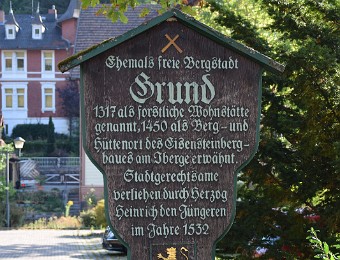 Ehemals freie Bergstadt
Grund
1317 als forstliche Wohnstätte
genannt, 1450 als Berg- und
Hüttenort des Eisensteinberg-
baues am Iberge erwähnt.
Stadtgerechtsame
verliehen durch Herzog
Heinrich den Jüngeren
im Jahre 1532